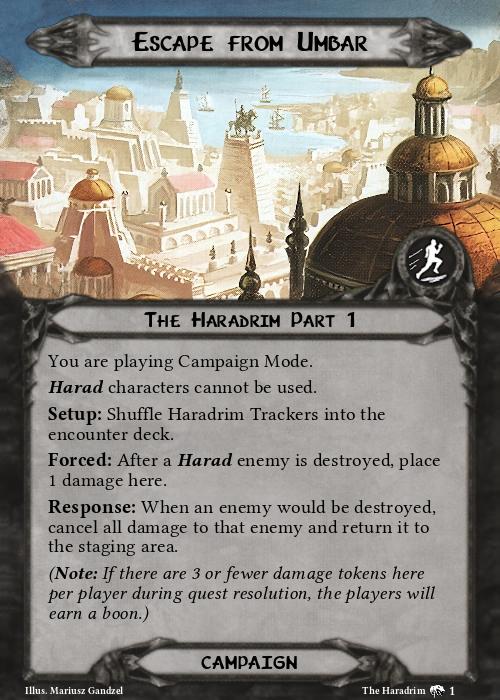 Escape from Umbar
The Haradrim Part 1
You are playing Campaign Mode.
Harad characters cannot be used.
Setup: Shuffle Haradrim Trackers into the
encounter deck.
Forced: After a Harad enemy is destroyed, place
1 damage here.
Response: When an enemy would be destroyed,
cancel all damage to that enemy and return it to
the staging area.
(Note: If there are 3 or fewer damage tokens here
per player during quest resolution, the players will
earn a boon.)
CAMPAIGN
Illus. Mariusz Gandzel
The Haradrim 1